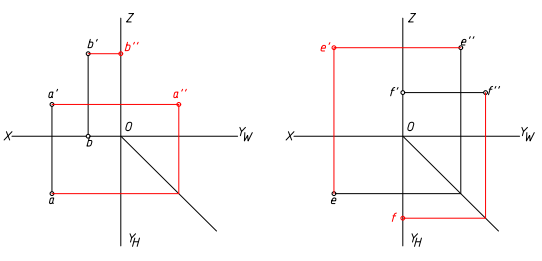 Z
b' b''
a' a''
X O Y_W
b
a
Y_H
Z
e' e''
f' f''
X O Y_W
e
f
Y_H